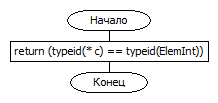 Начало
return (typeid(* c) == typeid(ElemInt))
Конец